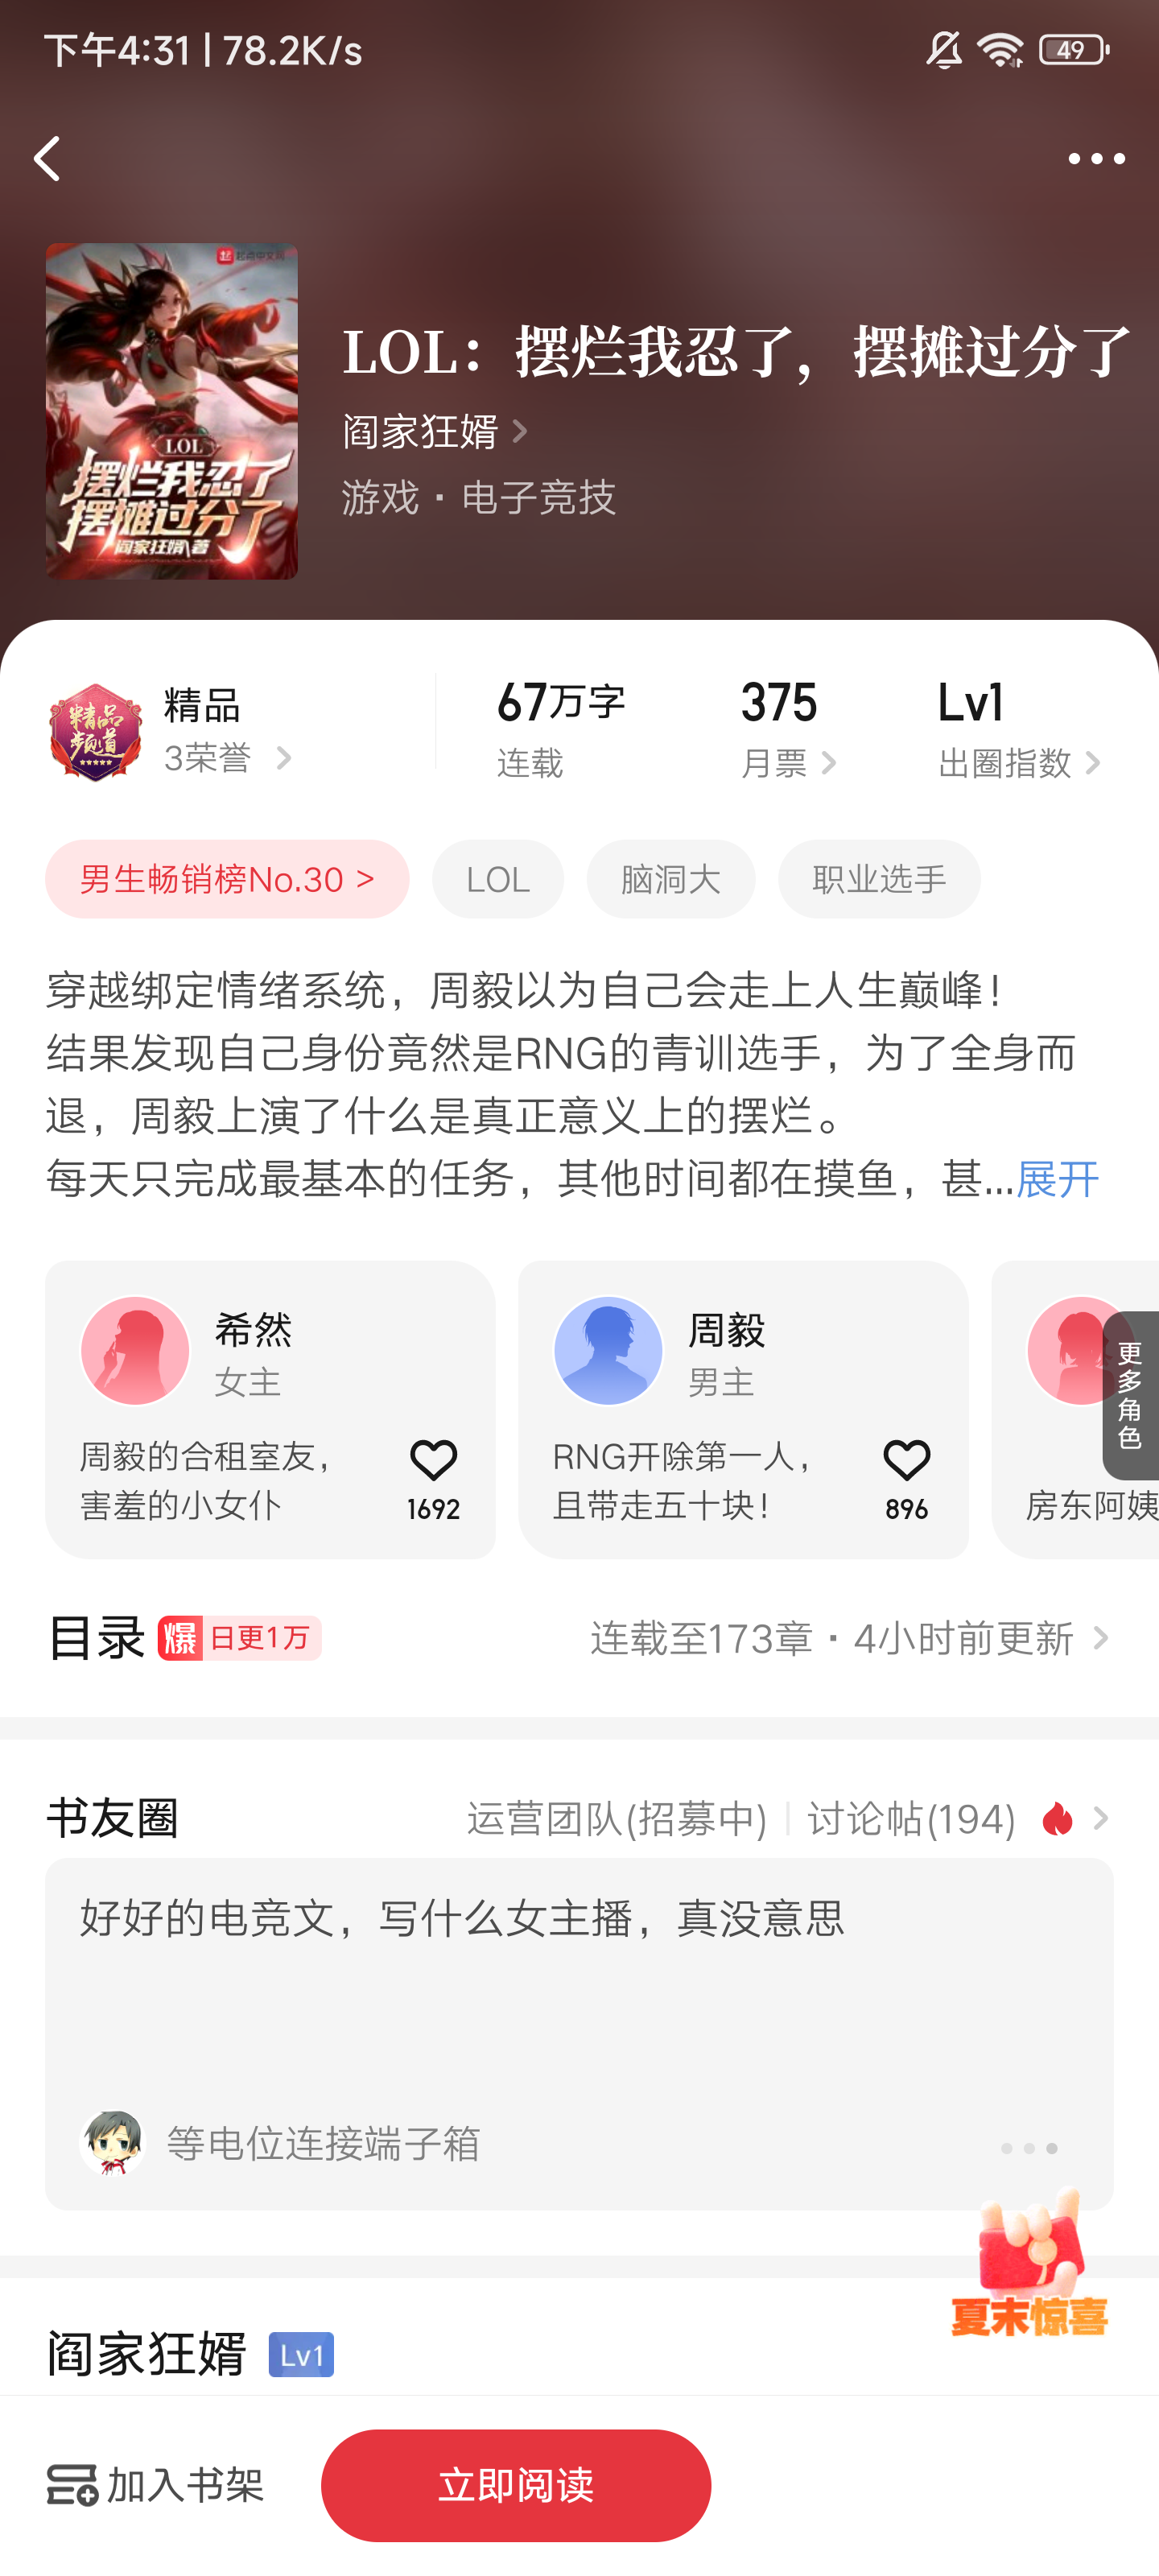 下午4:31 | 78.2K/s
49
起点中文网
LOL
摆烂我忍了
摆摊过分了
阎家狂婿\著
LOL：摆烂我忍了，摆摊过分了
阎家狂婿
游戏·电子竞技
精品频道
精品
3荣誉
67万字
连载
375
月票
Lv1
出圈指数
男生畅销榜No.30 >
LOL
脑洞大
职业选手
穿越绑定情绪系统，周毅以为自己会走上人生巅峰！
结果发现自己身份竟然是RNG的青训选手，为了全身而
退，周毅上演了什么是真正意义上的摆烂。
每天只完成最基本的任务，其他时间都在摸鱼，甚...展开
希然
女主
周毅的合租室友，
害羞的小女仆
1692
周毅
男主
RNG开除第一人，
且带走五十块！
896
房东阿姨
更多角色
目录
爆 日更1万
连载至173章·4小时前更新
书友圈
运营团队(招募中)
讨论帖(194)
好好的电竞文，写什么女主播，真没意思
等电位连接端子箱
夏末惊喜
阎家狂婿
Lv1
加入书架
立即阅读